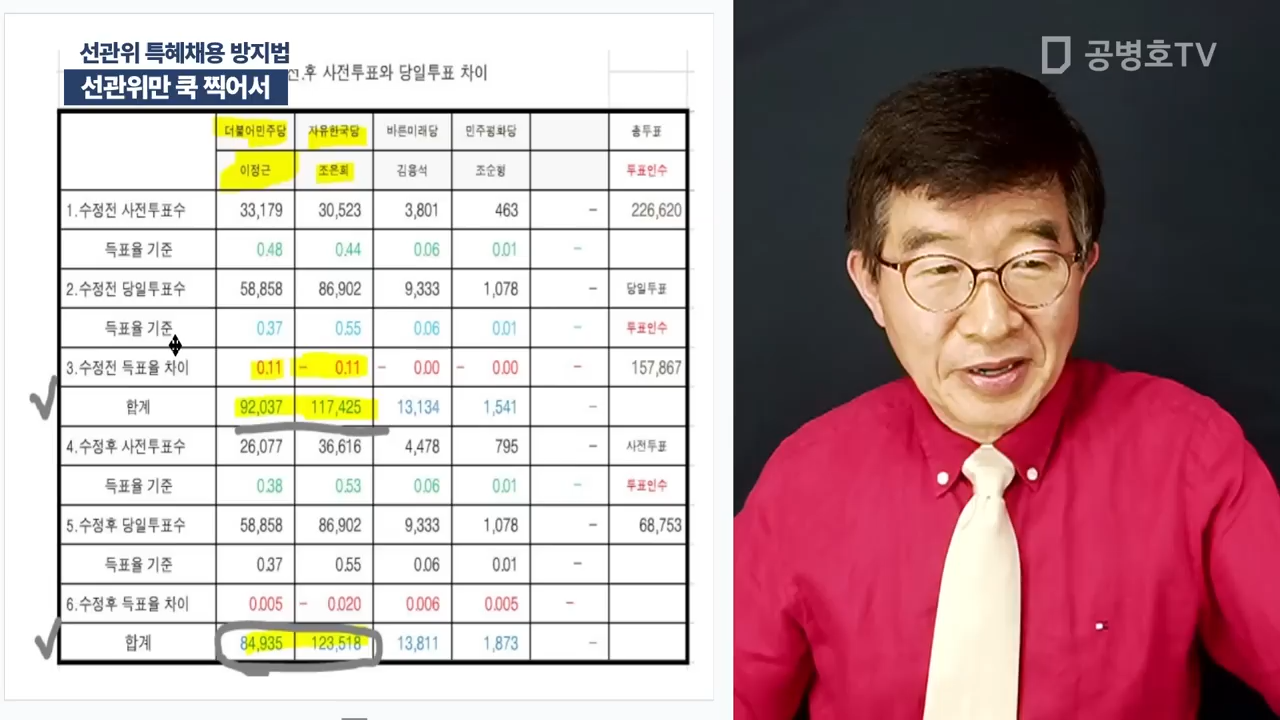 선관위 특혜채용 방지법
선관위만 쿡 찍어서
전.후 사전투표와 당일투표 차이
공병호TV
더불어민주당 자유한국당 바른미래당 민주평화당 총투표
이정근 조은희 김용석 조순형 투표인수
1.수정전 사전투표수 33,179 30,523 3,801 463 – 226,620
득표율 기준 0.48 0.44 0.06 0.01 –
2.수정전 당일투표수 58,858 86,902 9,333 1,078 – 당일투표
득표율 기준 0.37 0.55 0.06 0.01 – 투표인수
3.수정전 득표율 차이 0.11 – 0.11 – 0.00 – 0.00 – 157,867
합계 92,037 117,425 13,134 1,541 –
4.수정후 사전투표수 26,077 36,616 4,478 795 – 사전투표
득표율 기준 0.38 0.53 0.06 0.01 – 투표인수
5.수정후 당일투표수 58,858 86,902 9,333 1,078 – 68,753
득표율 기준 0.37 0.55 0.06 0.01 –
6.수정후 득표율 차이 0.005 – 0.020 0.006 0.005 –
합계 84,935 123,518 13,811 1,873 –